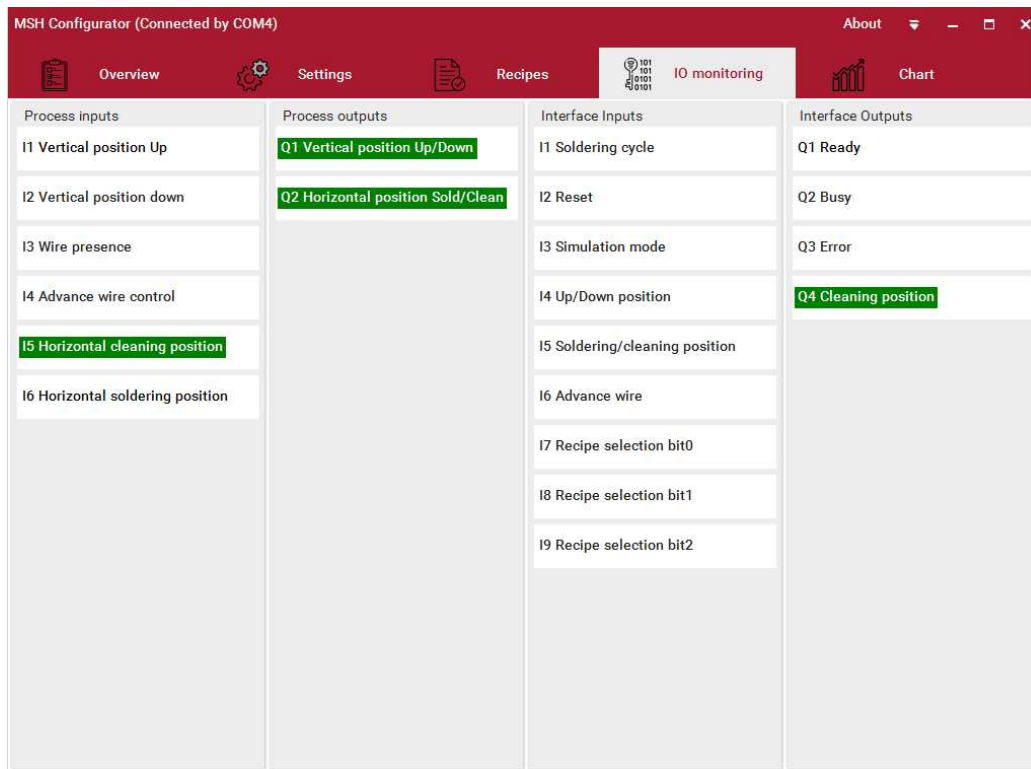 MSH Configurator (Connected by COM4)
About
Overview
Settings
Recipes
IO monitoring
Chart
Process inputs
I1 Vertical position Up
I2 Vertical position down
I3 Wire presence
I4 Advance wire control
I5 Horizontal cleaning position
I6 Horizontal soldering position
Process outputs
Q1 Vertical position Up/Down
Q2 Horizontal position Sold/Clean
Interface Inputs
I1 Soldering cycle
I2 Reset
I3 Simulation mode
I4 Up/Down position
I5 Soldering/cleaning position
I6 Advance wire
I7 Recipe selection bit0
I8 Recipe selection bit1
I9 Recipe selection bit2
Interface Outputs
Q1 Ready
Q2 Busy
Q3 Error
Q4 Cleaning position